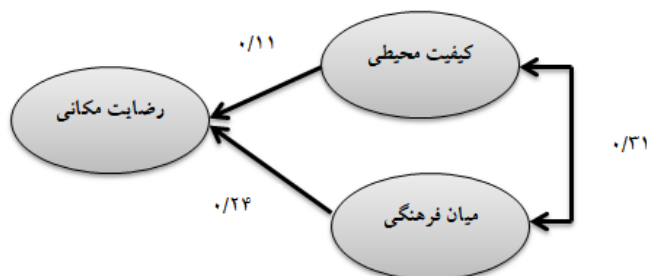 کیفیت محیطی
۰/۱۱
رضایت مکانی
۰/۳۱
۰/۲۴
میان فرهنگی